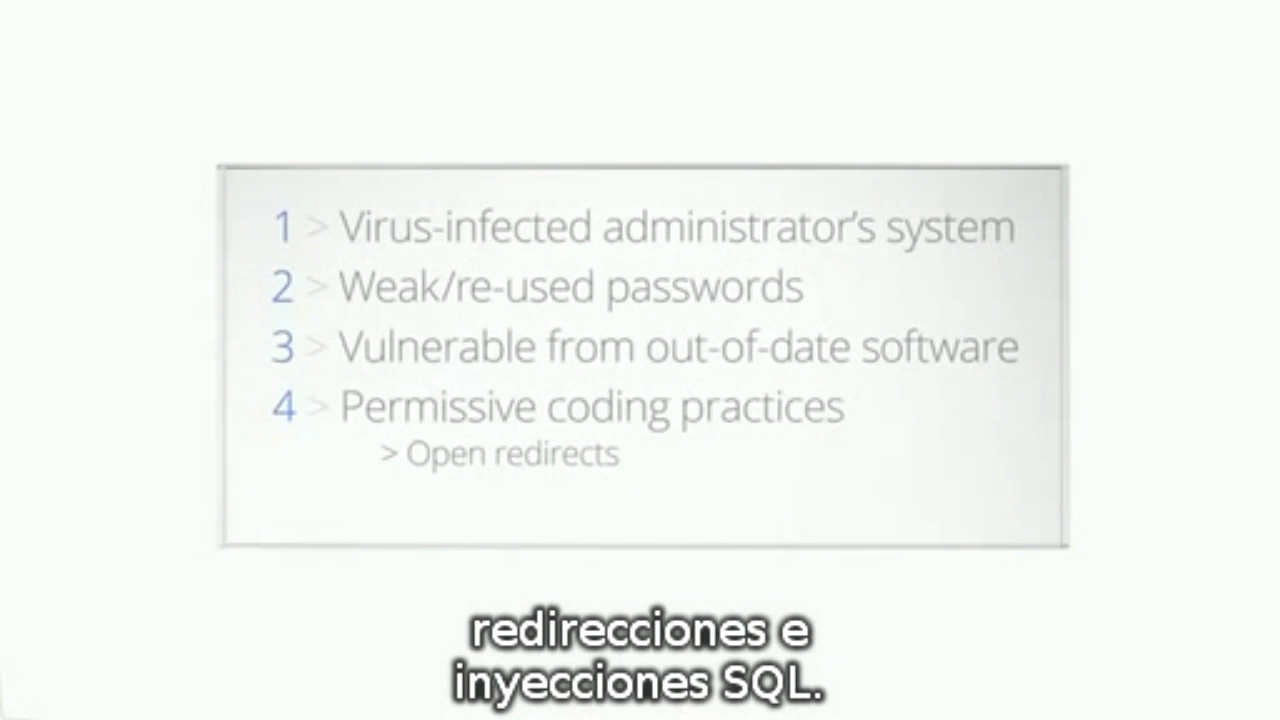 1 > Virus-infected administrator's system
2 > Weak/re-used passwords
3 > Vulnerable from out-of-date software
4 > Permissive coding practices
> Open redirects
redirecciones e
inyecciones SQL.